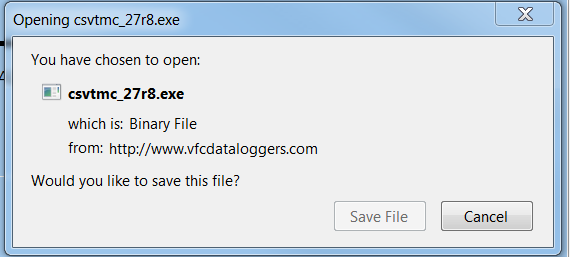 Opening csvtmc_27r8.exe
You have chosen to open:
csvtmc_27r8.exe
which is: Binary File
from: http://www.vfcdataloggers.com
Would you like to save this file?
Save File Cancel